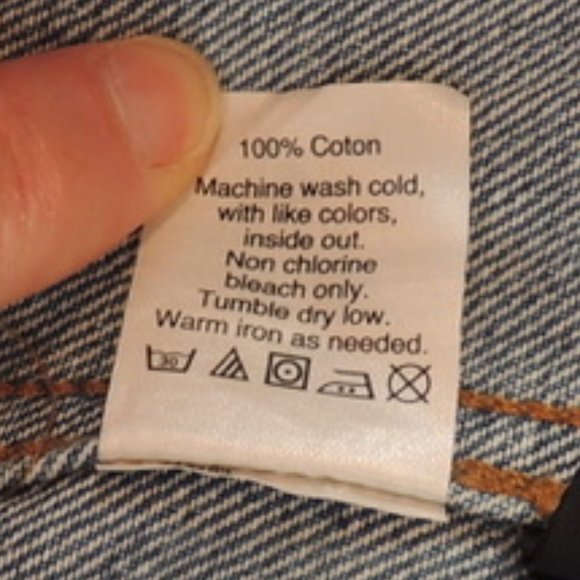 100% Coton
Machine wash cold,
with like colors,
inside out.
Non chlorine
bleach only.
Tumble dry low.
Warm iron as needed.
30